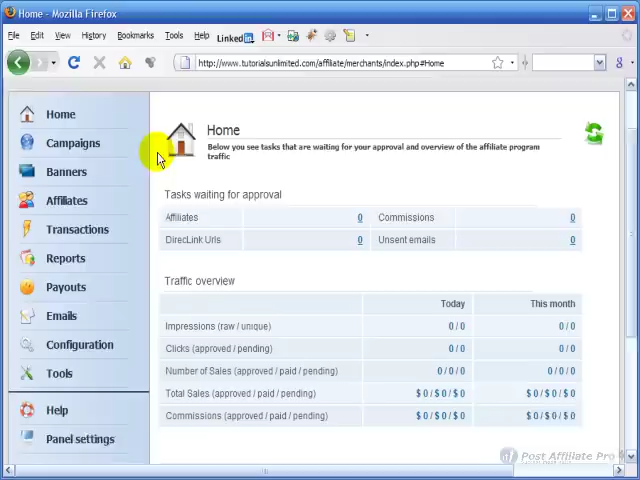 Home - Mozilla Firefox
File Edit View History Bookmarks Tools Help LinkedIn
http://www.tutorialsunlimited.com/affiliate/merchants/index.php#Home
Home
Campaigns
Banners
Affiliates
Transactions
Reports
Payouts
Emails
Configuration
Tools
Help
Panel settings
Home
Below you see tasks that are waiting for your approval and overview of the affiliate program
traffic
Tasks waiting for approval
Affiliates 0 Commissions 0
DirecLink Urls 0 Unsent emails 0
Traffic overview
Today This month
Impressions (raw / unique) 0 / 0 0 / 0
Clicks (approved / pending) 0 / 0 0 / 0
Number of Sales (approved / paid / pending) 0 / 0 / 0 0 / 0 / 0
Total Sales (approved / paid / pending) $ 0 / $ 0 / $ 0 $ 0 / $ 0 / $ 0
Commissions (approved / paid / pending) $ 0 / $ 0 / $ 0 $ 0 / $ 0 / $ 0
Post Affiliate Pro